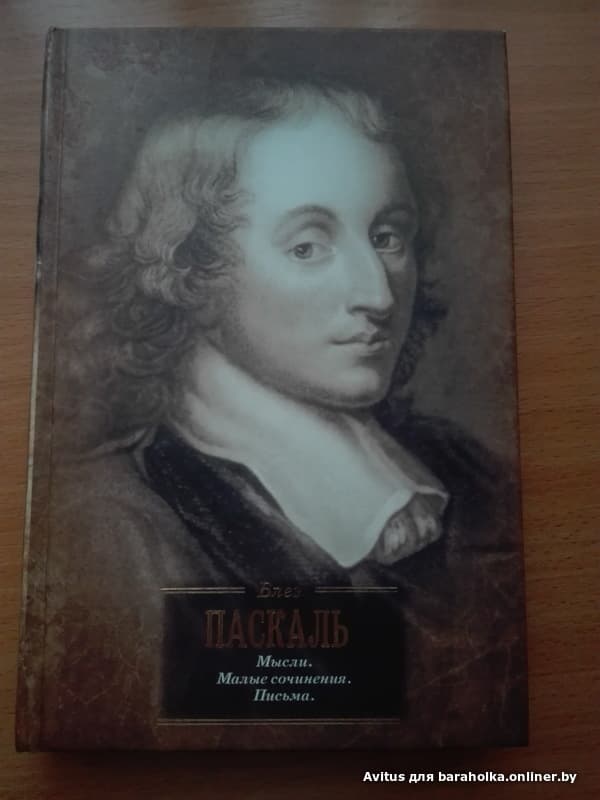 Блез
ПАСКАЛЬ
Мысли.
Малые сочинения.
Письма.
Avitus для baraholka.onliner.by